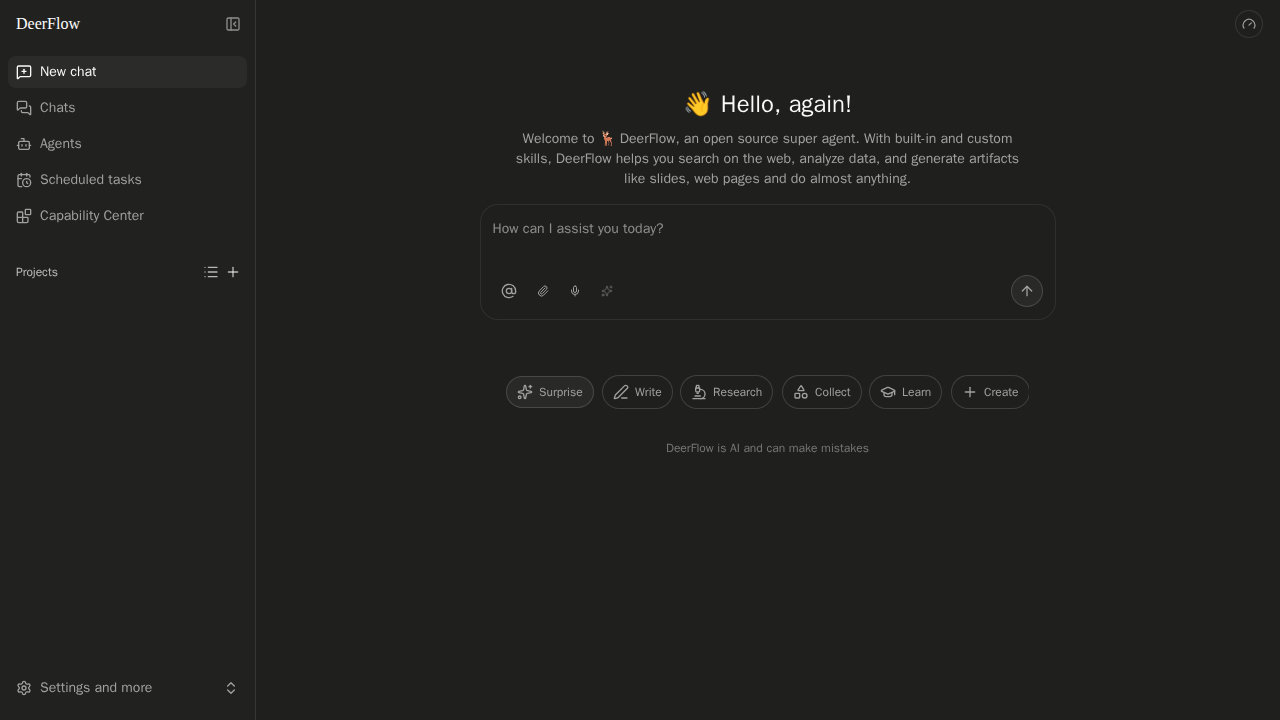 DeerFlow
New chat
Chats
Agents
Scheduled tasks
Capability Center
Projects
Settings and more
👋 Hello, again!
Welcome to 🦌 DeerFlow, an open source super agent. With built-in and custom
skills, DeerFlow helps you search on the web, analyze data, and generate artifacts
like slides, web pages and do almost anything.
How can I assist you today?
Surprise
Write
Research
Collect
Learn
Create
DeerFlow is AI and can make mistakes